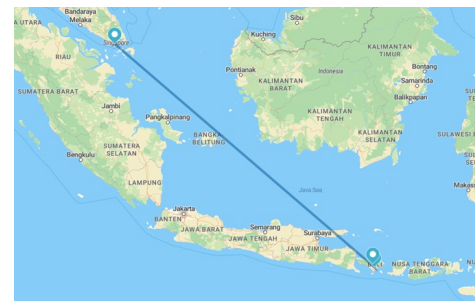 Bandaraya
Melaka
A UTARA
Singapore
RIAU
Sibu
Kuching
KALIMANTAN
TIMUR
Bontang
Samarinda
Balikpapan
Pontianak
KALIMANTAN
BARAT
Indonesia
SUMATERA BARAT
Jambi
Pangkalpinang
KALIMANTAN
TENGAH
BANGKA
BELITUNG
SUMATERA
SELATAN
KALIMANTAN
SELATAN
SULAWESI
Bengkulu
LAMPUNG
Java Sea
Makas
Jakarta
BANTEN
JAWA BARAT
Semarang
JAWA TENGAH
Surabaya
JAWA TIMUR
BALI
NUSA TENGGARA
BARAT